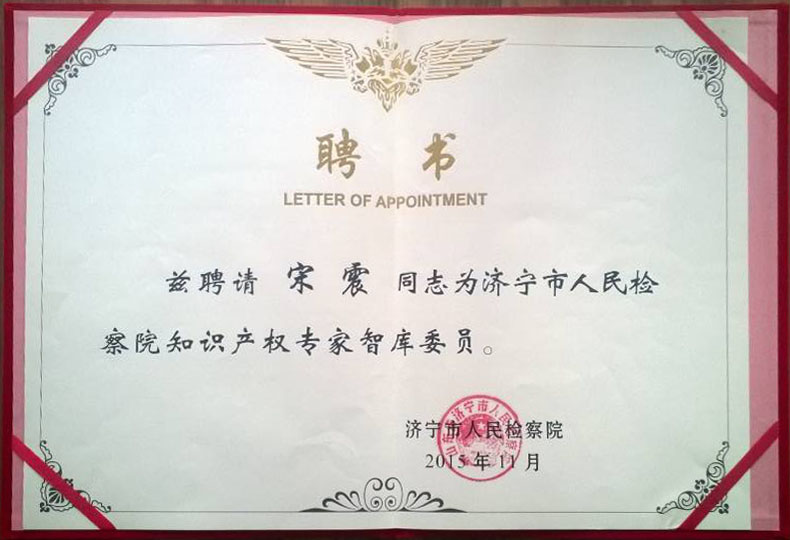 聘书
LETTER OF APPOINTMENT
兹聘请 宋震 同志为济宁市人民检
察院知识产权专家智库委员。
济宁市人民检察院
2015年11月